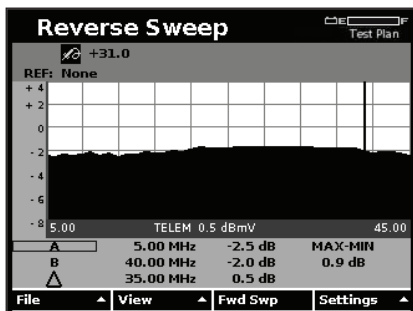 Reverse Sweep
E F
Test Plan
+31.0
REF: None
+ 4
+ 2
0
- 2
- 4
- 6
- 8
5.00 TELEM 0.5 dBmV 45.00
A 5.00 MHz -2.5 dB MAX-MIN
B 40.00 MHz -2.0 dB 0.9 dB
Δ 35.00 MHz 0.5 dB
File View Fwd Swp Settings